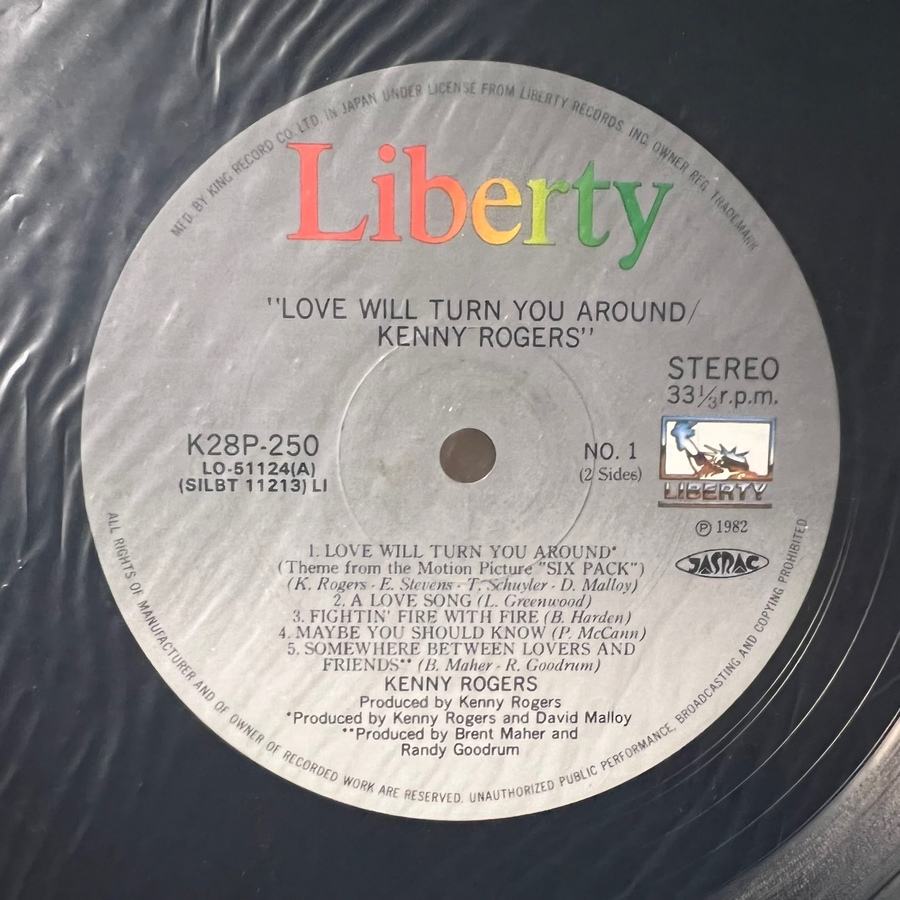 MF'D. BY KING RECORD CO. LTD. IN JAPAN UNDER LICENSE FROM LIBERTY RECORDS, INC. OWNER REG. TRADEMARK
Liberty
"LOVE WILL TURN YOU AROUND/
KENNY ROGERS"
STEREO
33⅓r.p.m.
K28P-250
LO-51124(A)
(SILBT 11213) LI
NO. 1
(2 Sides)
LIBERTY
Ⓟ 1982
JASRAC
1. LOVE WILL TURN YOU AROUND*
(Theme from the Motion Picture "SIX PACK")
(K. Rogers - E. Stevens - T. Schuyler - D. Malloy)
2. A LOVE SONG (L. Greenwood)
3. FIGHTIN' FIRE WITH FIRE (B. Harden)
4. MAYBE YOU SHOULD KNOW (P. McCann)
5. SOMEWHERE BETWEEN LOVERS AND
FRIENDS** (B. Maher - R. Goodrum)
KENNY ROGERS
Produced by Kenny Rogers
*Produced by Kenny Rogers and David Malloy
**Produced by Brent Maher and
Randy Goodrum
ALL RIGHTS OF MANUFACTURER AND OF OWNER OF RECORDED WORK ARE RESERVED. UNAUTHORIZED PUBLIC PERFORMANCE, BROADCASTING AND COPYING PROHIBITED